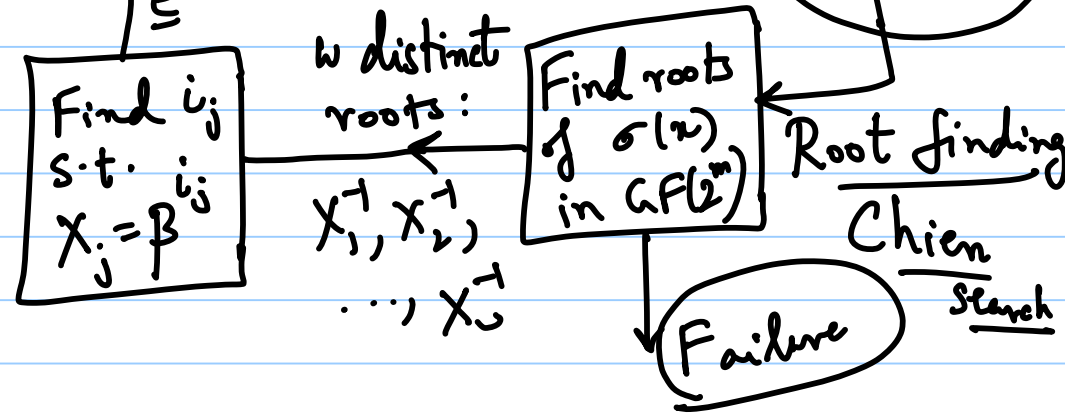 e
Find i_j
s.t.
X_j = β^{i_j}
w distinct
roots:
X_1^{-1}, X_2^{-1},
..., X_w^{-1}
Find roots
of σ(x)
in GF(2^m)
Root finding
Chien
search
Failure